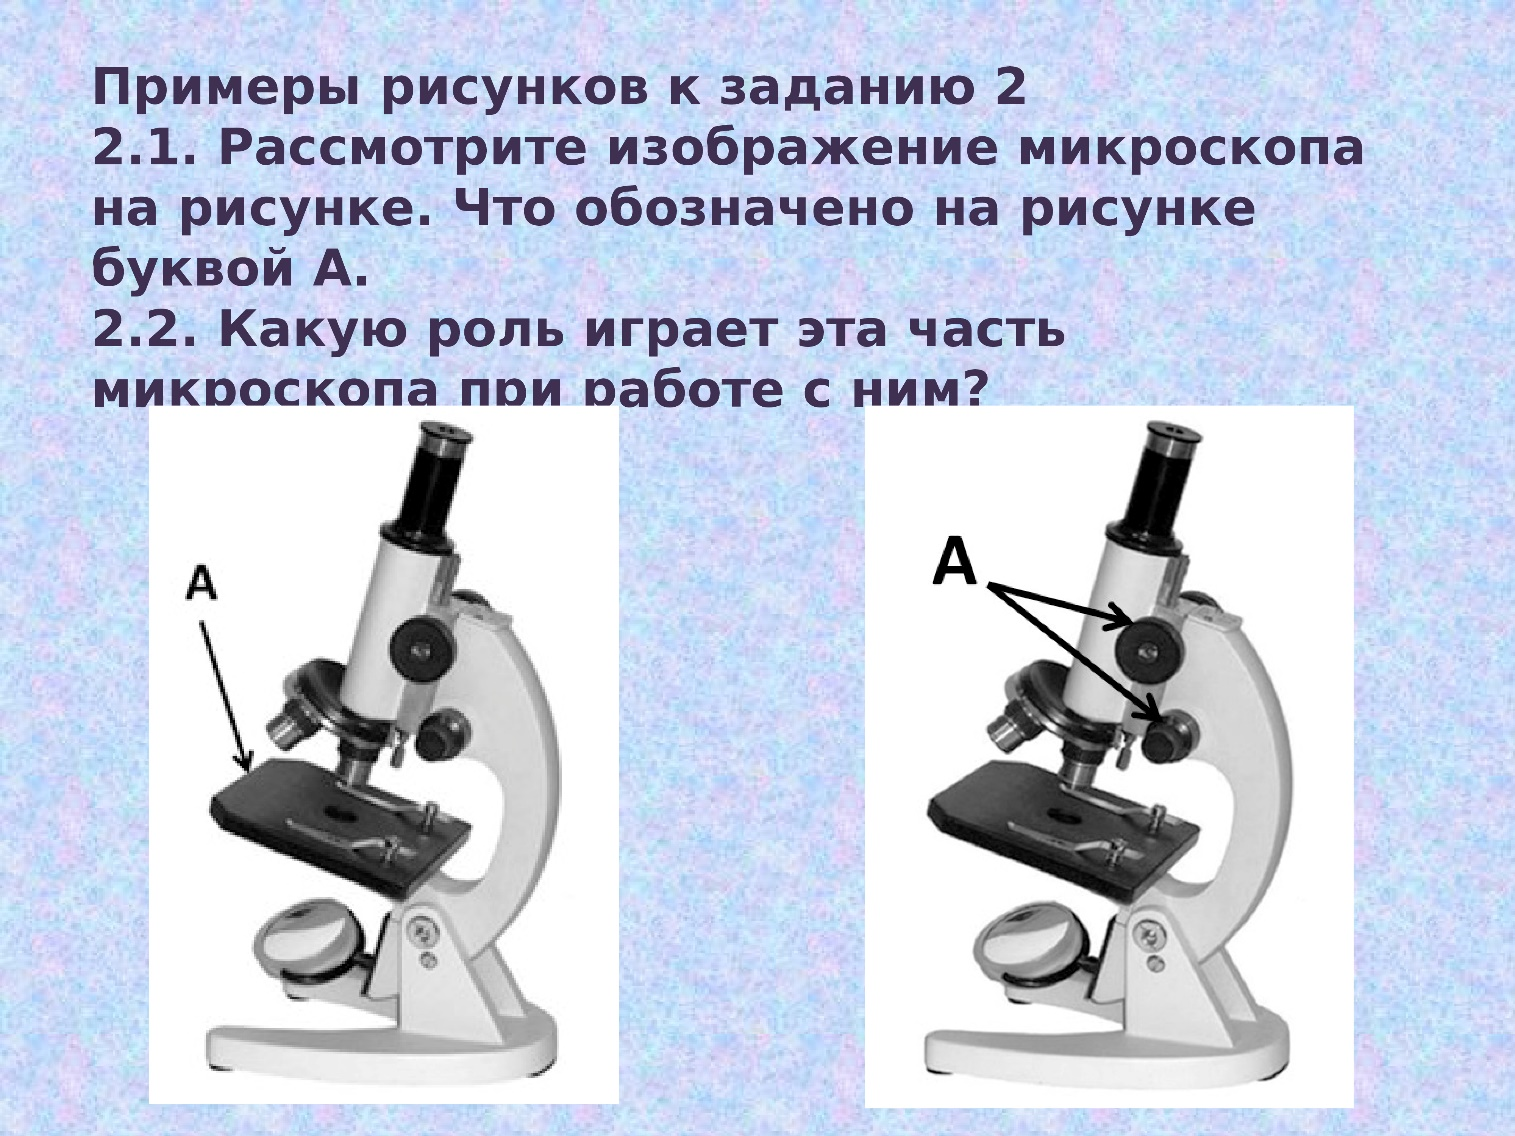 Примеры рисунков к заданию 2
2.1. Рассмотрите изображение микроскопа
на рисунке. Что обозначено на рисунке
буквой А.
2.2. Какую роль играет эта часть
микроскопа при работе с ним?
А
А